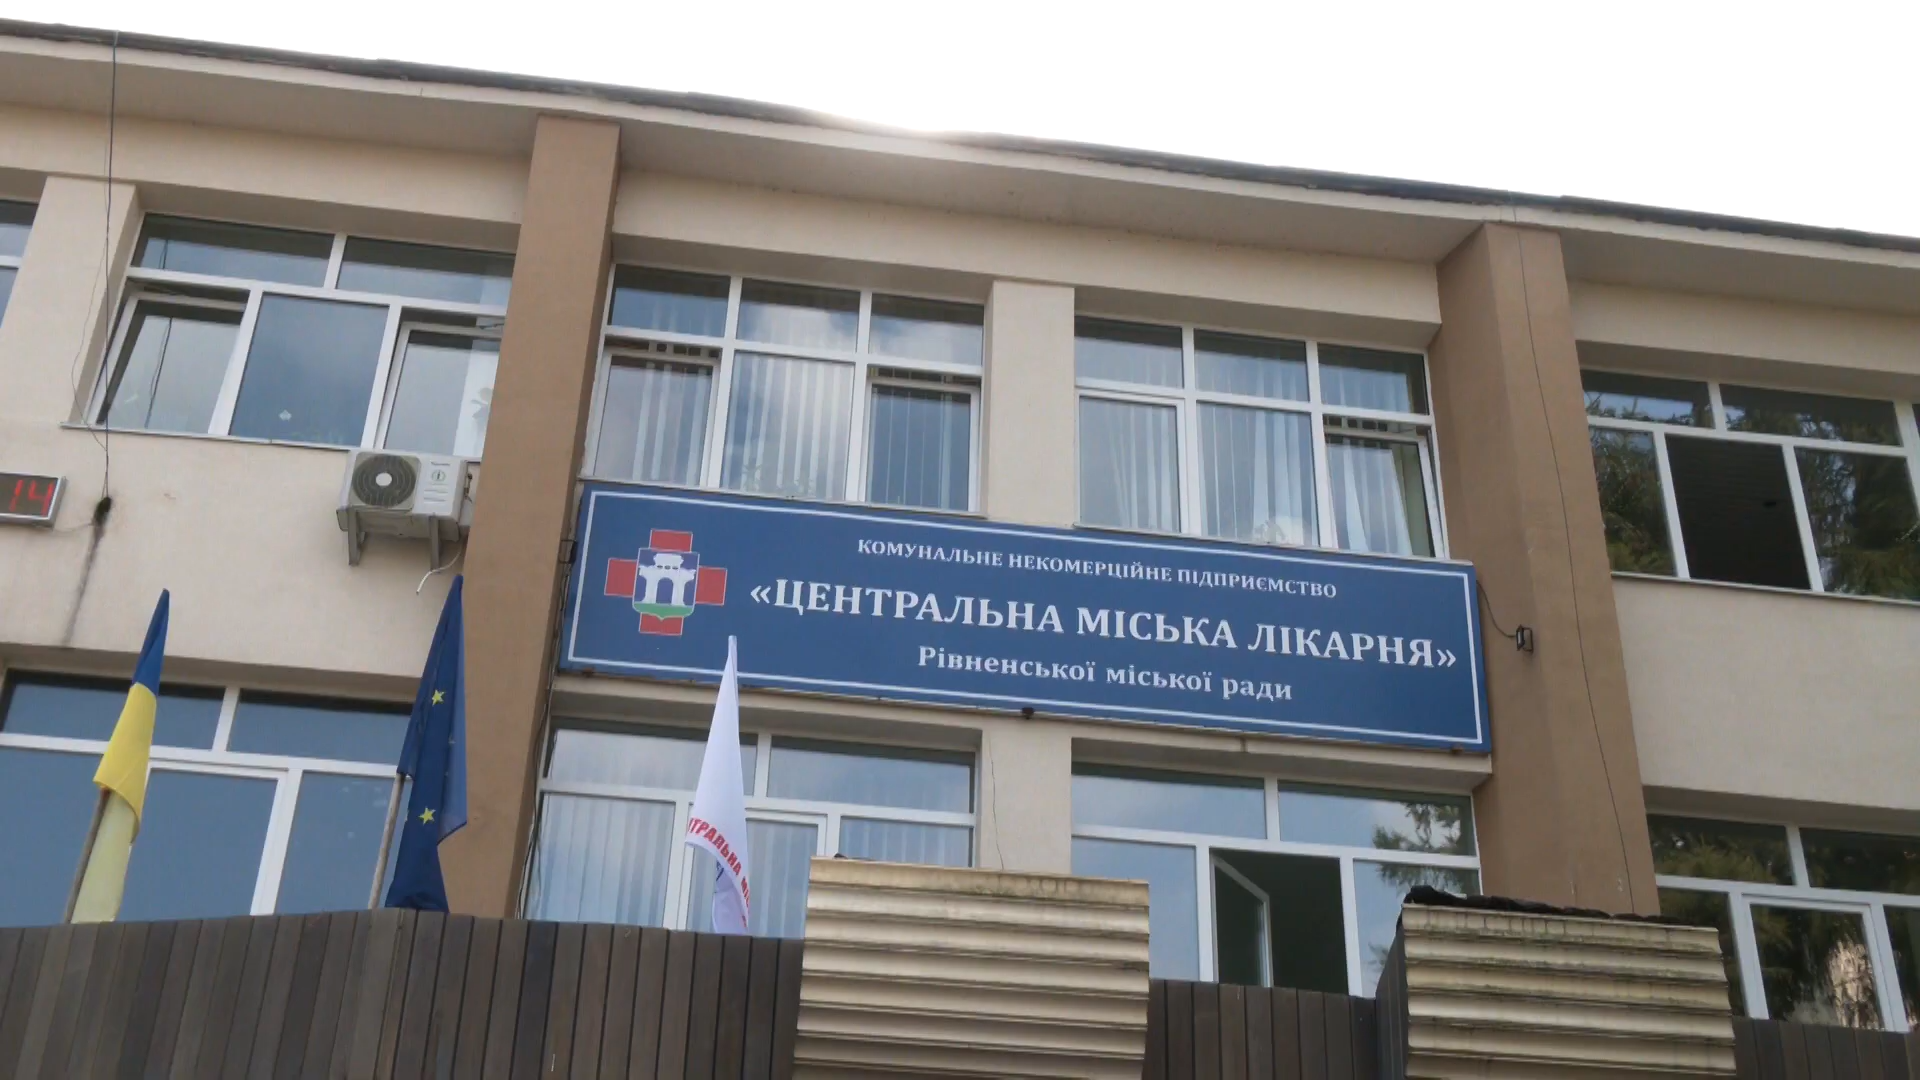 КОМУНАЛЬНЕ НЕКОМЕРЦІЙНЕ ПІДПРИЄМСТВО
«ЦЕНТРАЛЬНА МІСЬКА ЛІКАРНЯ»
Рівненської міської ради
14